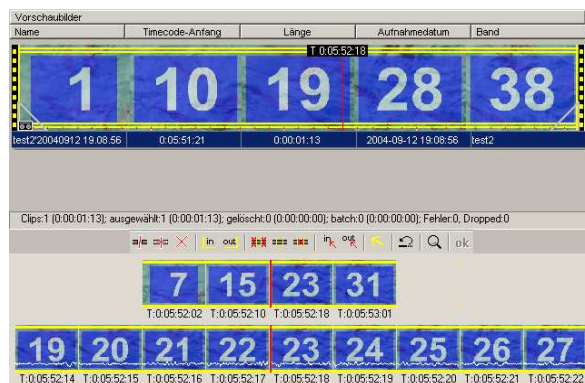 Vorschaubilder
Name Timecode-Anfang Länge Aufnahmedatum Band
T 0:05:52:18
1 10 19 28 38
test2*20040912 19.08.56 0:05:51:21 0:00:01:13 2004-09-12 19:08:56 test2
Clips:1 (0:00:01:13); ausgewählt:1 (0:00:01:13); gelöscht:0 (0:00:00:00); batch:0 (0:00:00:00); Fehler:0, Dropped:0
in out in out ok
7 15 23 31
T:0:05:52:02 T:0:05:52:10 T:0:05:52:18 T:0:05:53:01
19 20 21 22 23 24 25 26 27
T:0:05:52:14 T:0:05:52:15 T:0:05:52:16 T:0:05:52:17 T:0:05:52:18 T:0:05:52:19 T:0:05:52:20 T:0:05:52:21